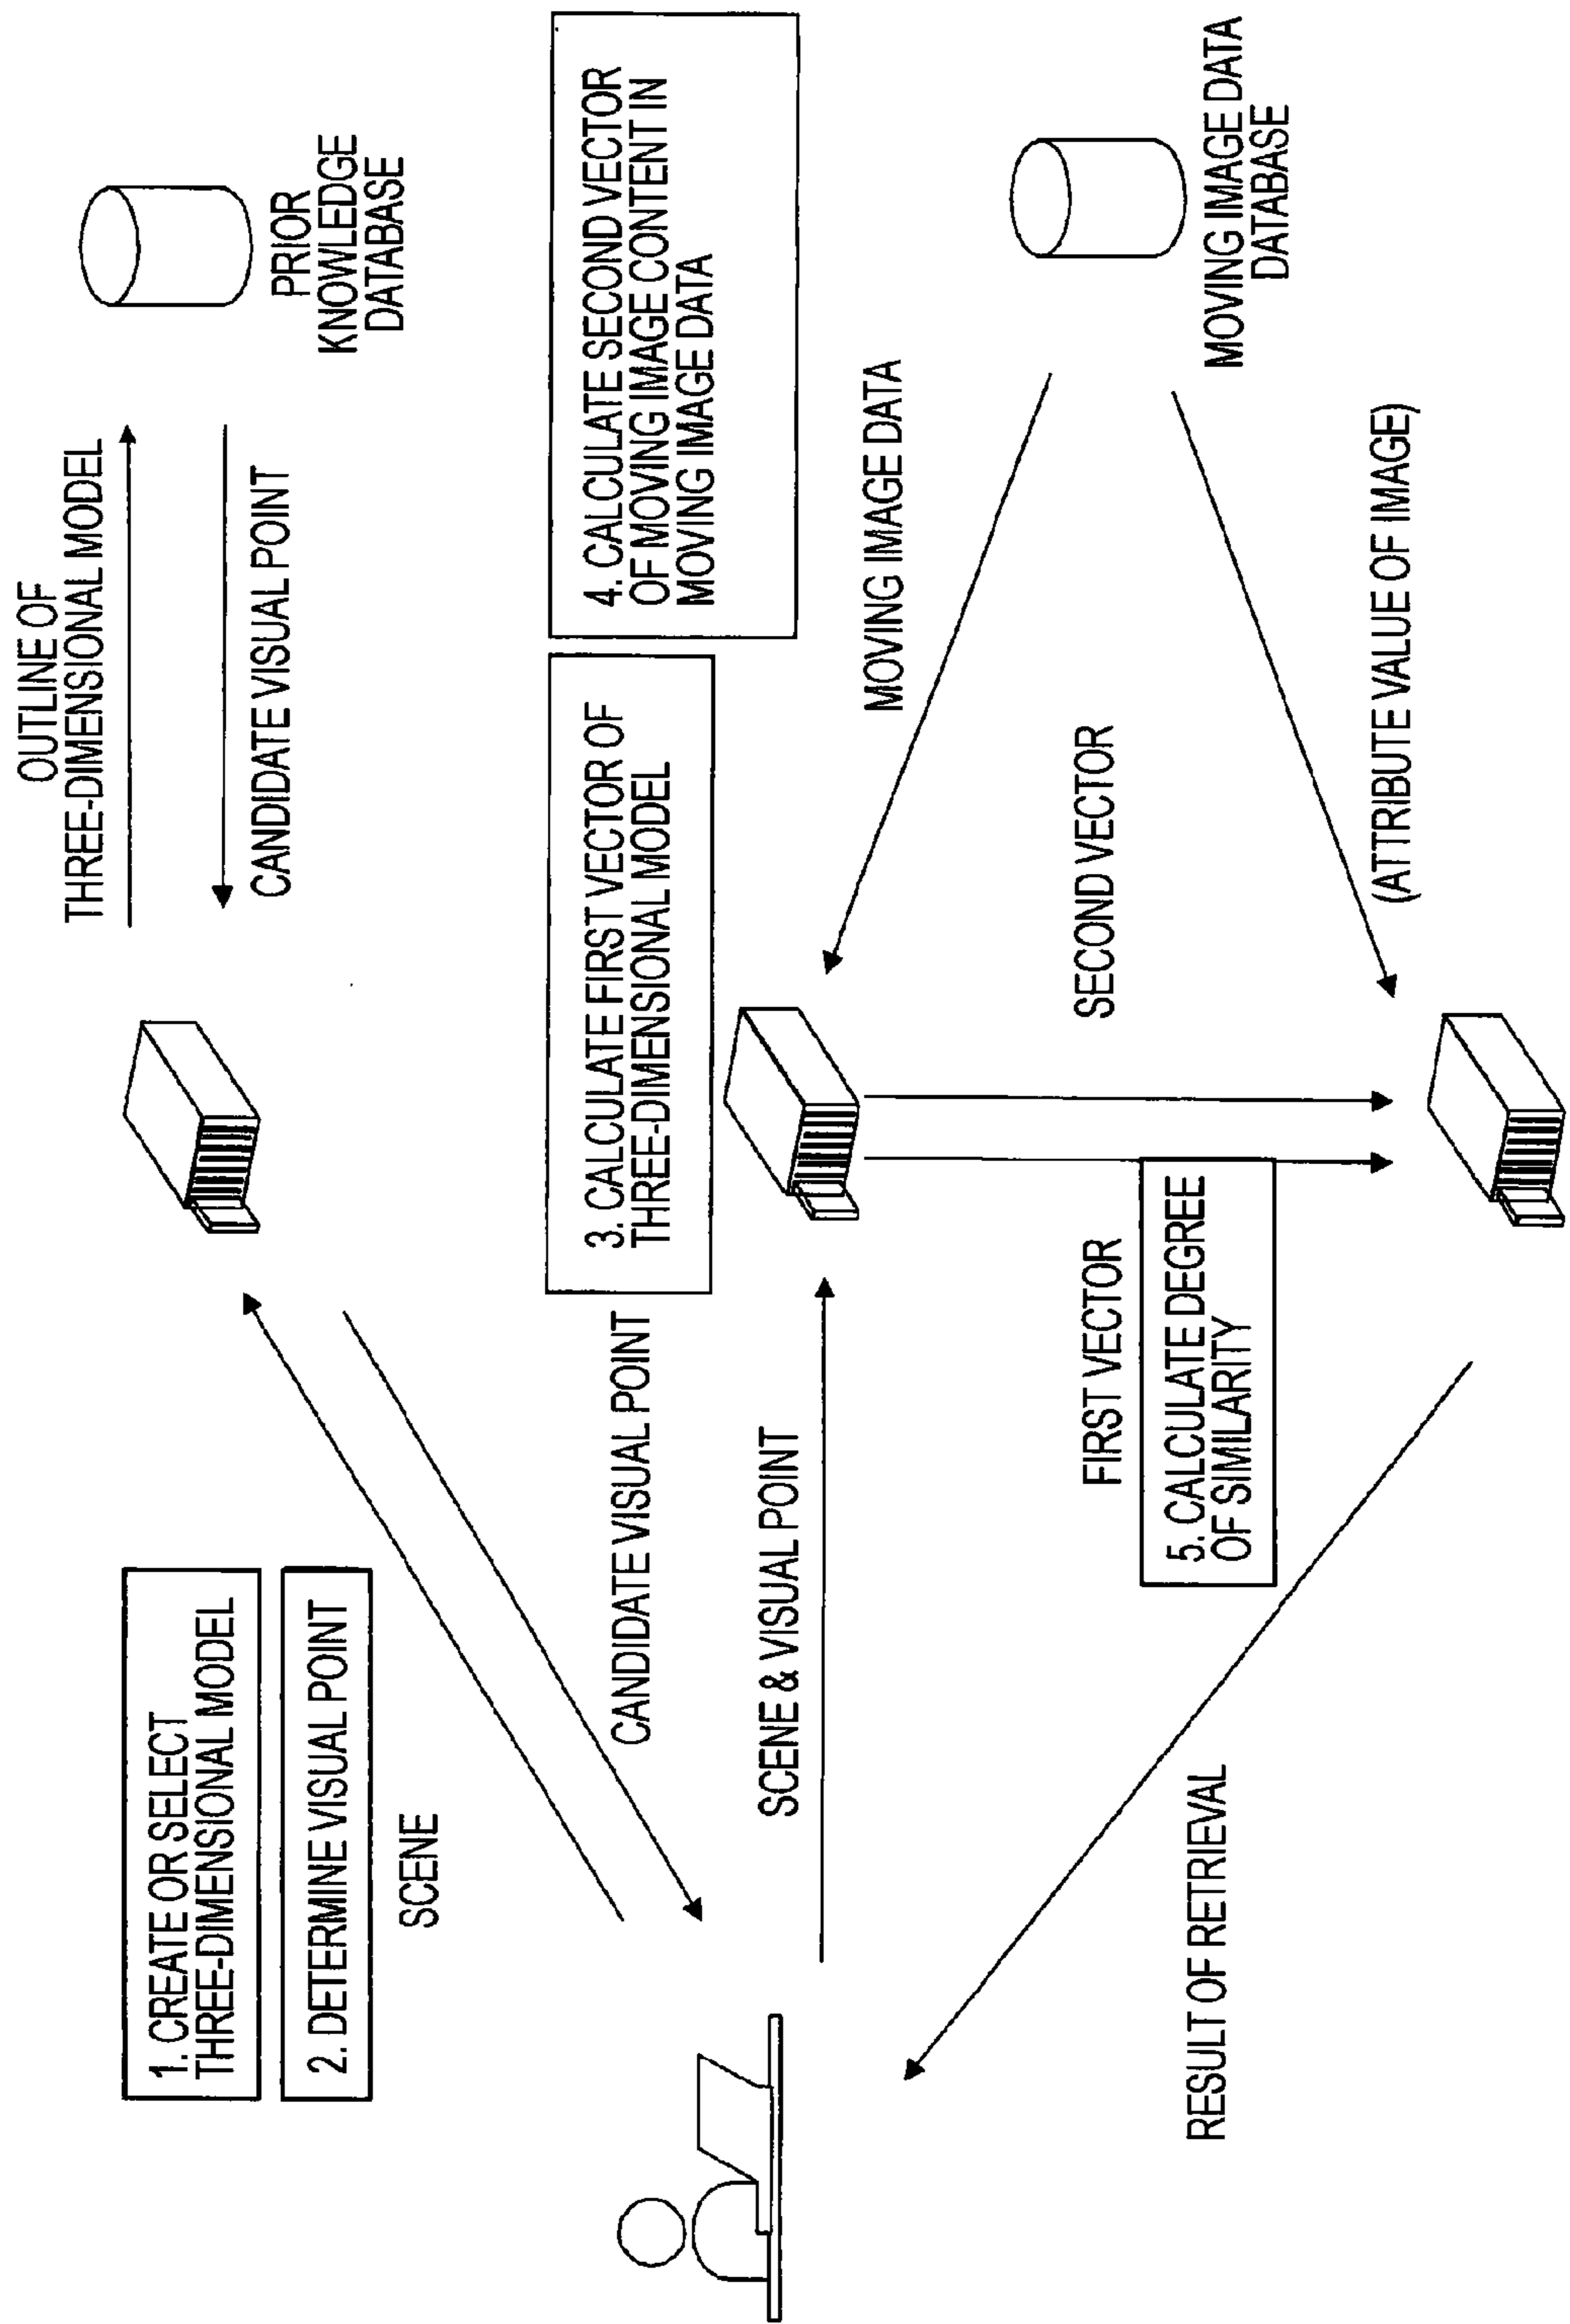 1. CREATE OR SELECT
THREE-DIMENSIONAL MODEL
2. DETERMINE VISUAL POINT
SCENE
OUTLINE OF
THREE-DIMENSIONAL MODEL
CANDIDATE VISUAL POINT
PRIOR
KNOWLEDGE
DATABASE
CANDIDATE VISUAL POINT
SCENE & VISUAL POINT
3. CALCULATE FIRST VECTOR OF
THREE-DIMENSIONAL MODEL
4. CALCULATE SECOND VECTOR
OF MOVING IMAGE CONTENT IN
MOVING IMAGE DATA
MOVING IMAGE DATA
FIRST VECTOR
SECOND VECTOR
5. CALCULATE DEGREE
OF SIMILARITY
MOVING IMAGE DATA
DATABASE
RESULT OF RETRIEVAL
(ATTRIBUTE VALUE OF IMAGE)